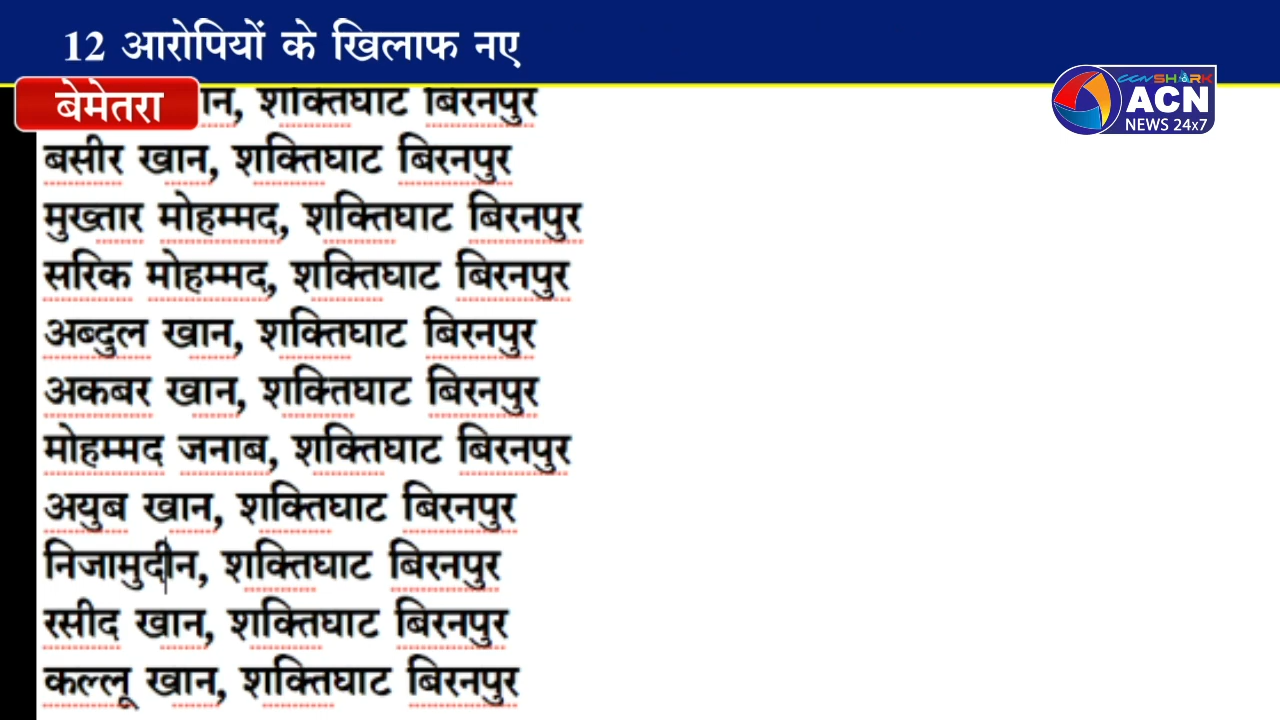 12 आरोपियों के खिलाफ नए
बेमेतरा
CCN SHARK
ACN
NEWS 24x7
शक्तिघाट बिरनपुर
बसीर खान, शक्तिघाट बिरनपुर
मुख्तार मोहम्मद, शक्तिघाट बिरनपुर
सरिक मोहम्मद, शक्तिघाट बिरनपुर
अब्दुल खान, शक्तिघाट बिरनपुर
अकबर खान, शक्तिघाट बिरनपुर
मोहम्मद जनाब, शक्तिघाट बिरनपुर
अयुब खान, शक्तिघाट बिरनपुर
निजामुदीन, शक्तिघाट बिरनपुर
रसीद खान, शक्तिघाट बिरनपुर
कल्लू खान, शक्तिघाट बिरनपुर